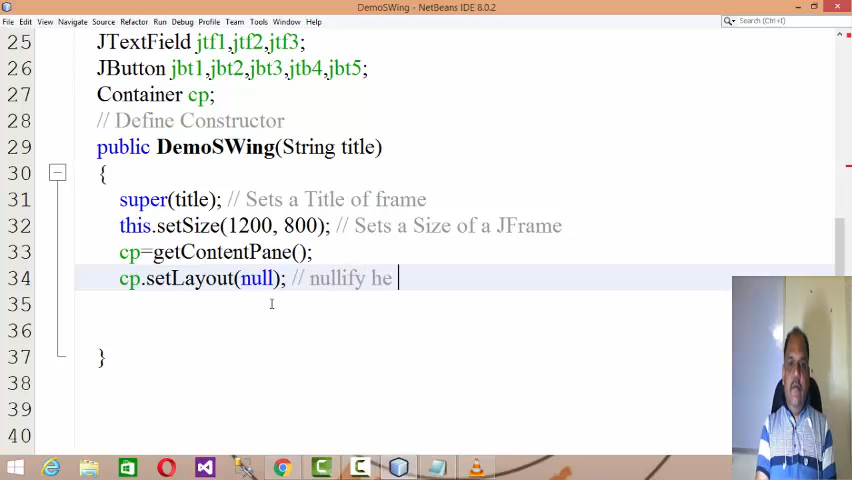 DemoSWing - NetBeans IDE 8.0.2
File Edit View Navigate Source Refactor Run Debug Profile Team Tools Window Help
Search (Ctrl+I)
25 JTextField jtf1,jtf2,jtf3;
26 JButton jbt1,jbt2,jbt3,jtb4,jbt5;
27 Container cp;
28 // Define Constructor
29 public DemoSWing(String title)
30 {
31 super(title); // Sets a Title of frame
32 this.setSize(1200, 800); // Sets a Size of a JFrame
33 cp=getContentPane();
34 cp.setLayout(null); // nullify he
35
36
37 }
38
39
40